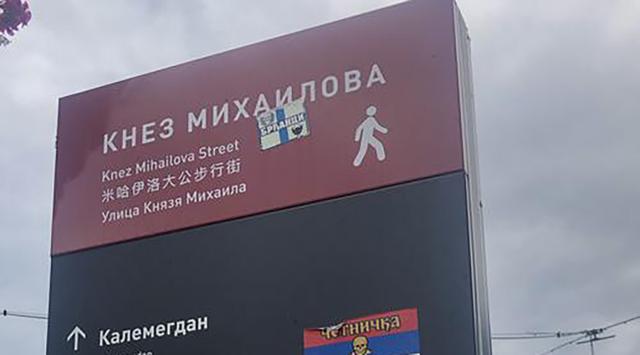 КНЕЗ МИХАИЛОВА
БРЂАНЦИ
Knez Mihailova Street
米哈伊洛大公步行街
Улица Князя Михаила
Калемегдан
Четничка